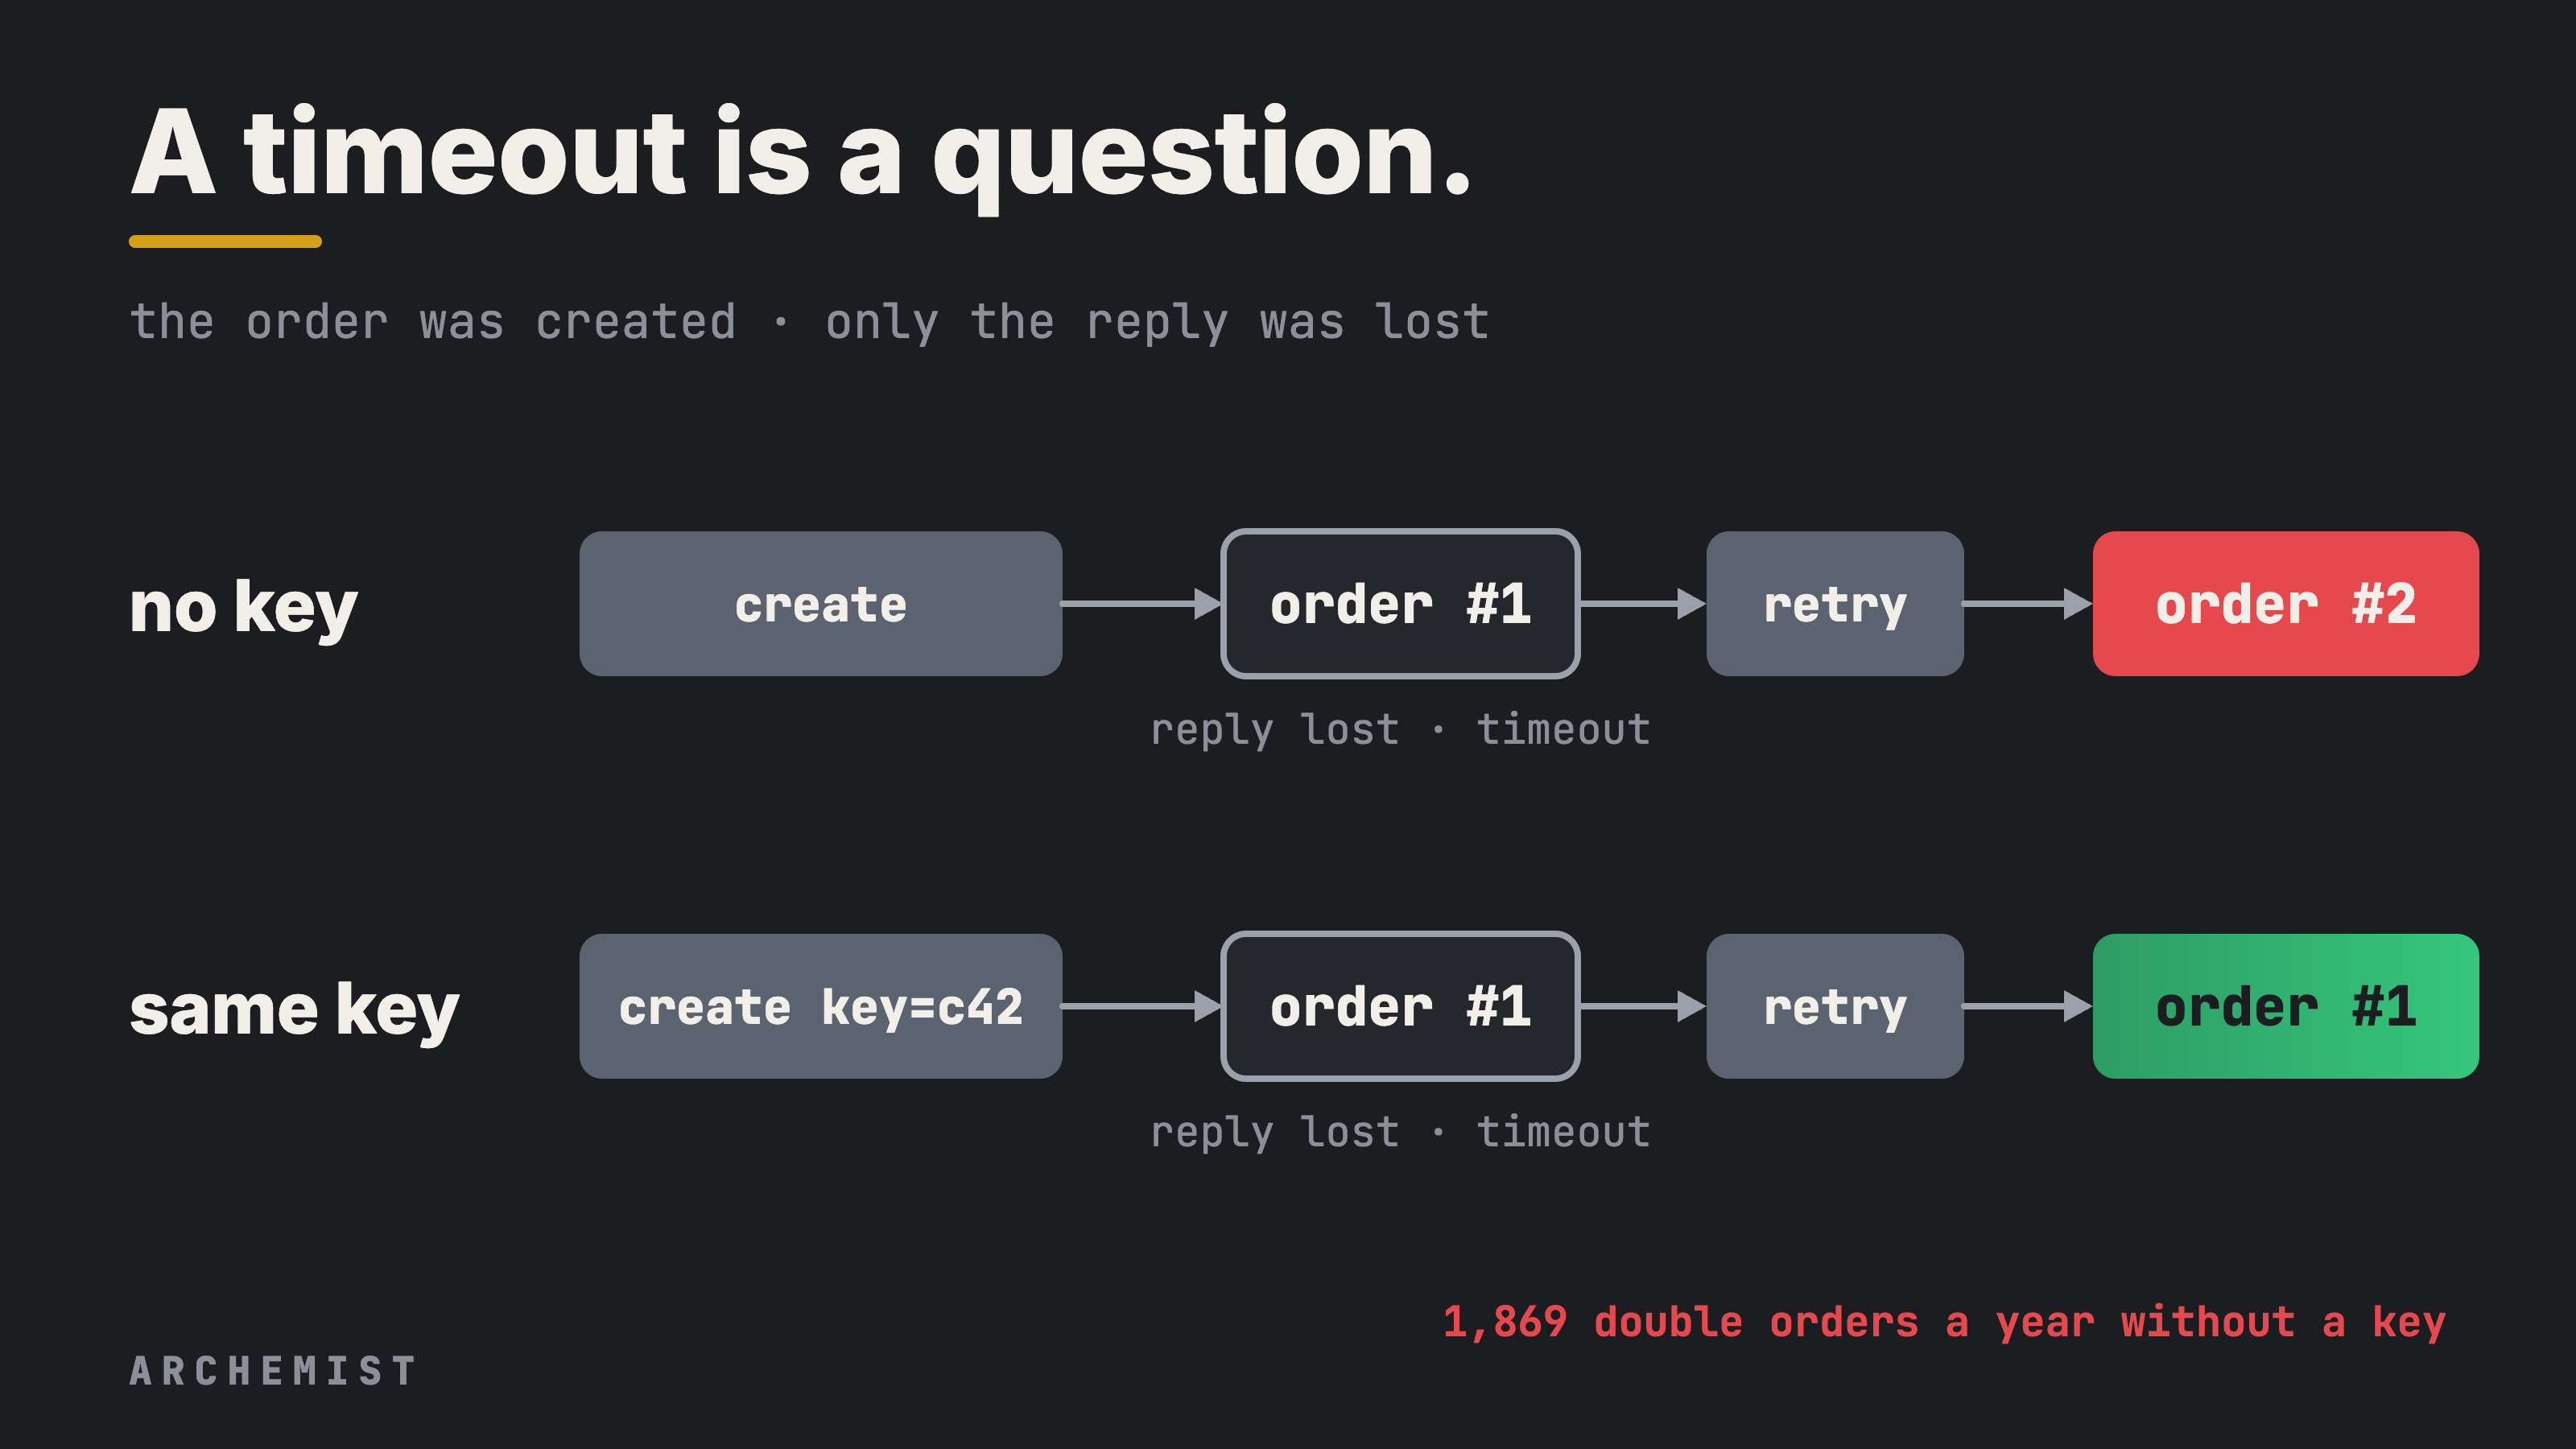 A timeout is a question.
the order was created · only the reply was lost
no key
create
order #1
retry
order #2
reply lost · timeout
same key
create key=c42
order #1
retry
order #1
reply lost · timeout
1,869 double orders a year without a key
ARCHEMIST